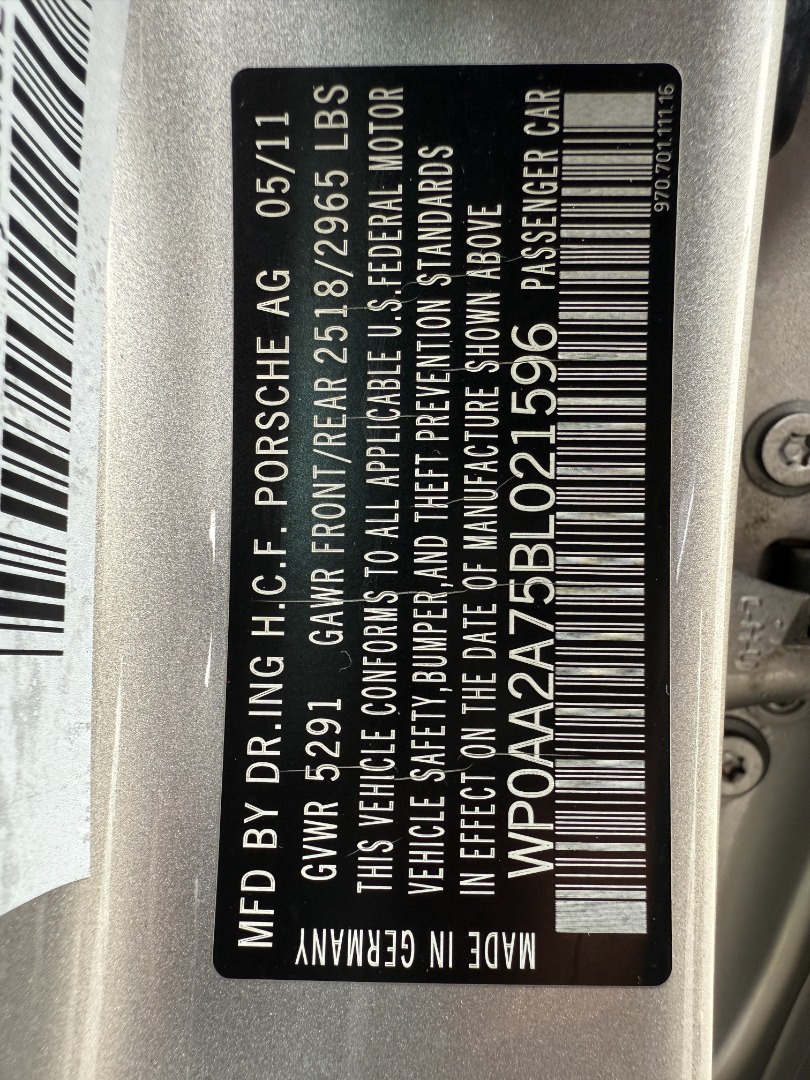 MFD BY DR.ING H.C.F. PORSCHE AG 05/11
GVWR 5291 GAWR FRONT/REAR 2518/2965 LBS
THIS VEHICLE CONFORMS TO ALL APPLICABLE U.S.FEDERAL MOTOR
VEHICLE SAFETY,BUMPER,AND THEFT PREVENTION STANDARDS
IN EFFECT ON THE DATE OF MANUFACTURE SHOWN ABOVE
WP0AA2A75BL021596 PASSENGER CAR
970.701.111.16
MADE IN GERMANY